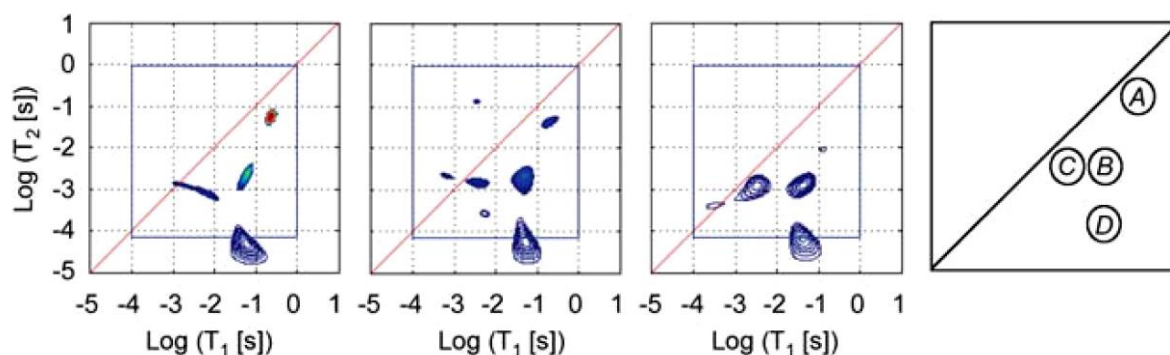 1
0
-1
-2
-3
-4
-5
Log (T2 [s])
-5 -4 -3 -2 -1 0 1
Log (T1 [s])
-5 -4 -3 -2 -1 0 1
Log (T1 [s])
-5 -4 -3 -2 -1 0 1
Log (T1 [s])
A
C B
D